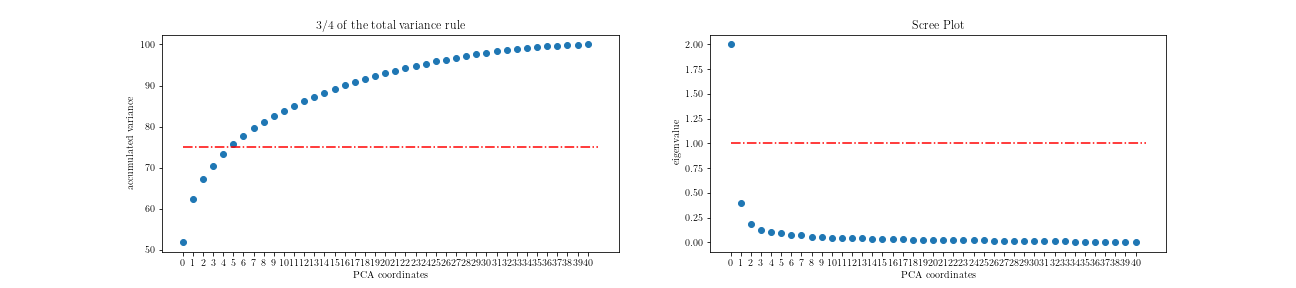 3/4 of the total variance rule
100
90
80
70
60
50
accumulated variance
0 1 2 3 4 5 6 7 8 9 10 11 12 13 14 15 16 17 18 19 20 21 22 23 24 25 26 27 28 29 30 31 32 33 34 35 36 37 38 39 40
PCA coordinates
Scree Plot
2.00
1.75
1.50
1.25
1.00
0.75
0.50
0.25
0.00
eigenvalue
0 1 2 3 4 5 6 7 8 9 10 11 12 13 14 15 16 17 18 19 20 21 22 23 24 25 26 27 28 29 30 31 32 33 34 35 36 37 38 39 40
PCA coordinates